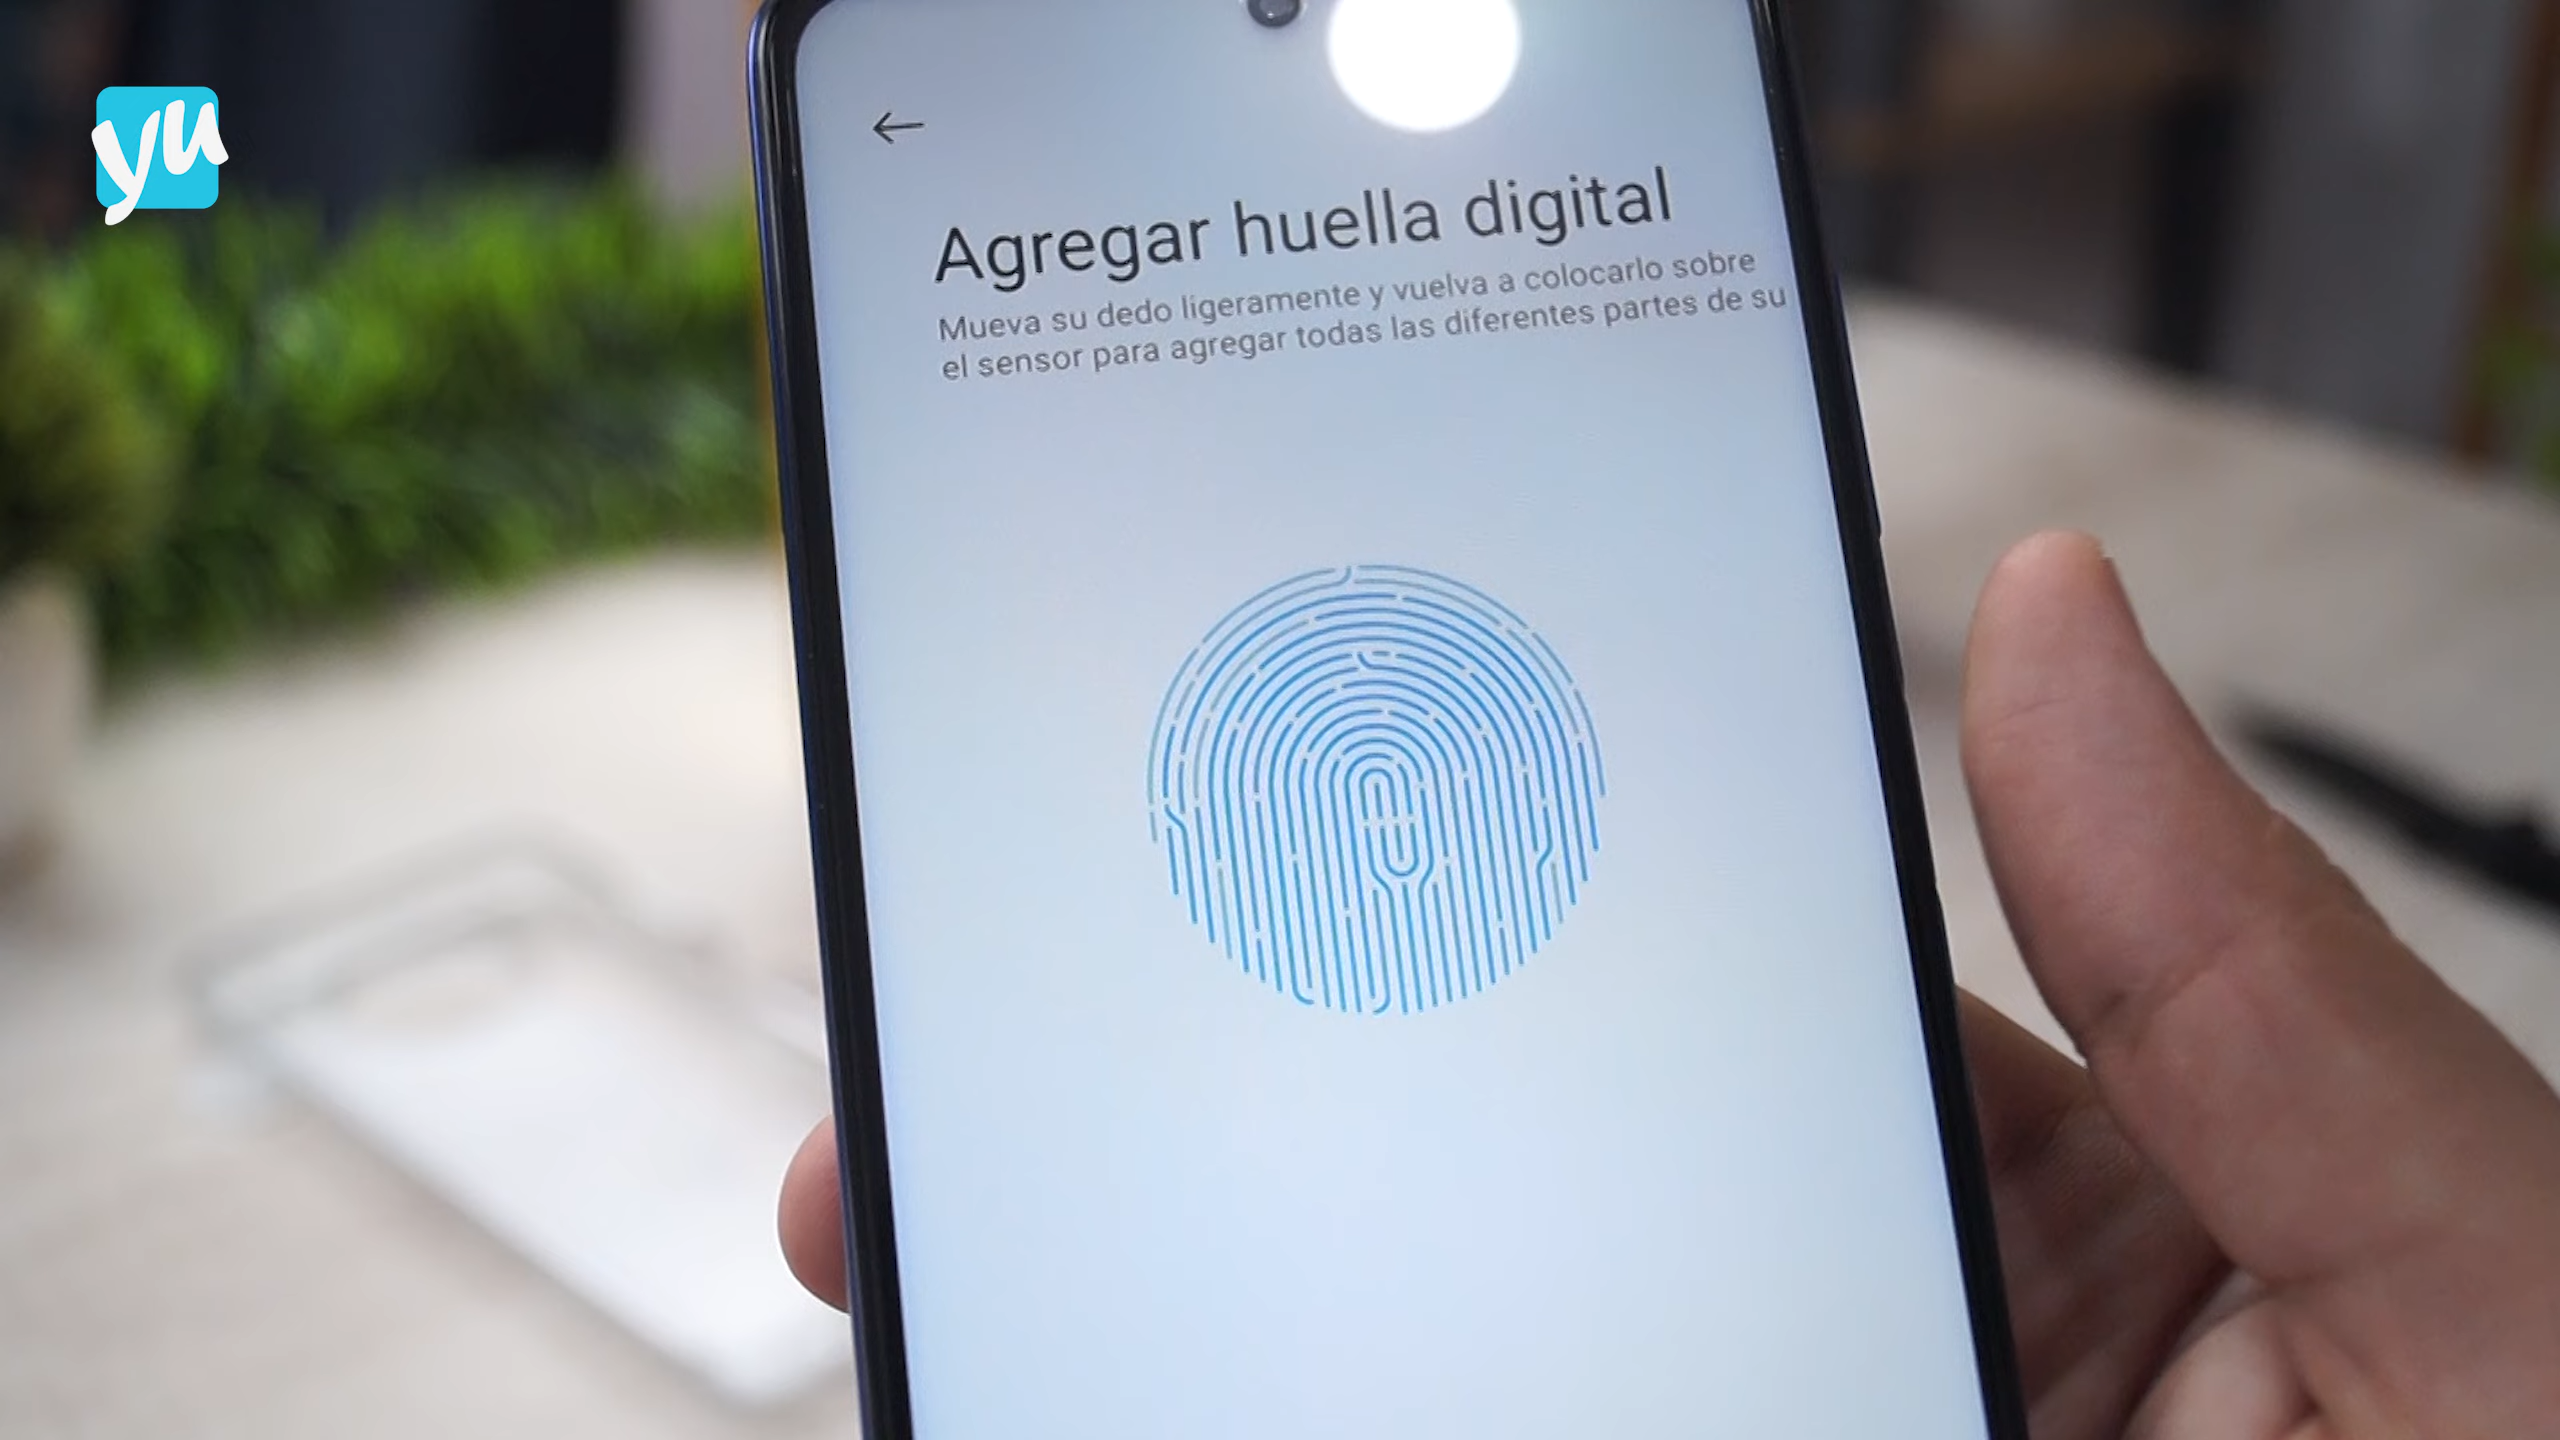 yu
Agregar huella digital
Mueva su dedo ligeramente y vuelva a colocarlo sobre
el sensor para agregar todas las diferentes partes de su